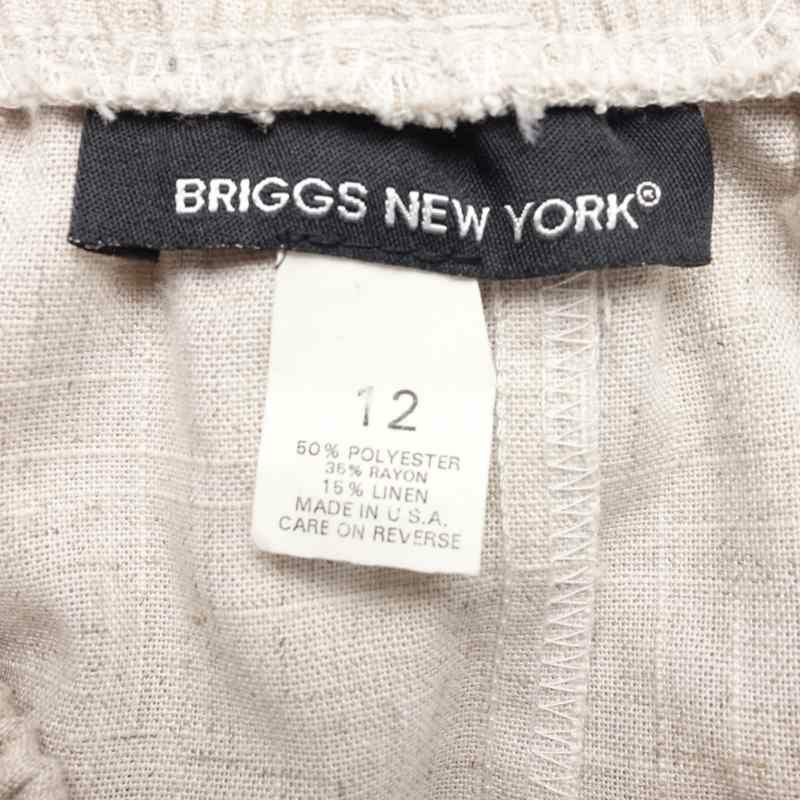 BRIGGS NEW YORK®
12
50% POLYESTER
35% RAYON
15% LINEN
MADE IN U.S.A.
CARE ON REVERSE